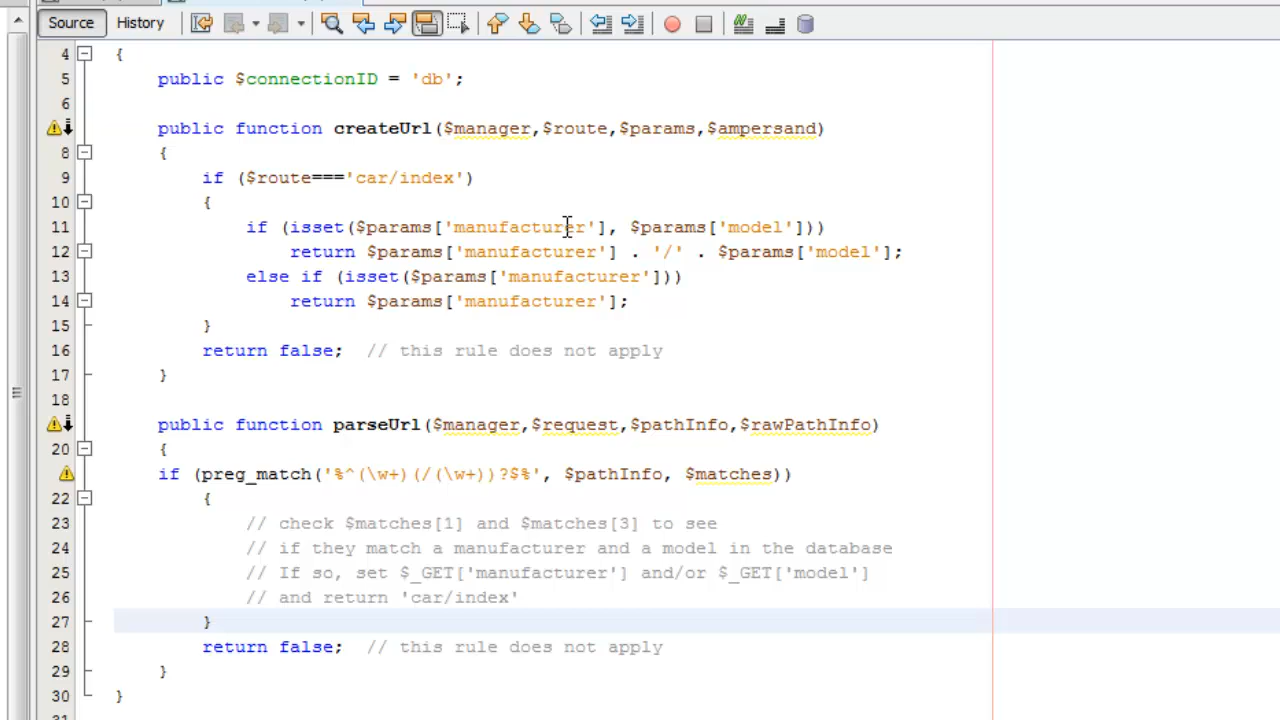 Source History
4 {
5 public $connectionID = 'db';
6
public function createUrl($manager,$route,$params,$ampersand)
8 {
9 if ($route==='car/index')
10 {
11 if (isset($params['manufacturer'], $params['model']))
12 return $params['manufacturer'] . '/' . $params['model'];
13 else if (isset($params['manufacturer']))
14 return $params['manufacturer'];
15 }
16 return false; // this rule does not apply
17 }
18
public function parseUrl($manager,$request,$pathInfo,$rawPathInfo)
20 {
if (preg_match('%^(\w+)(/(\w+))?$%', $pathInfo, $matches))
22 {
23 // check $matches[1] and $matches[3] to see
24 // if they match a manufacturer and a model in the database
25 // If so, set $_GET['manufacturer'] and/or $_GET['model']
26 // and return 'car/index'
27 }
28 return false; // this rule does not apply
29 }
30 }